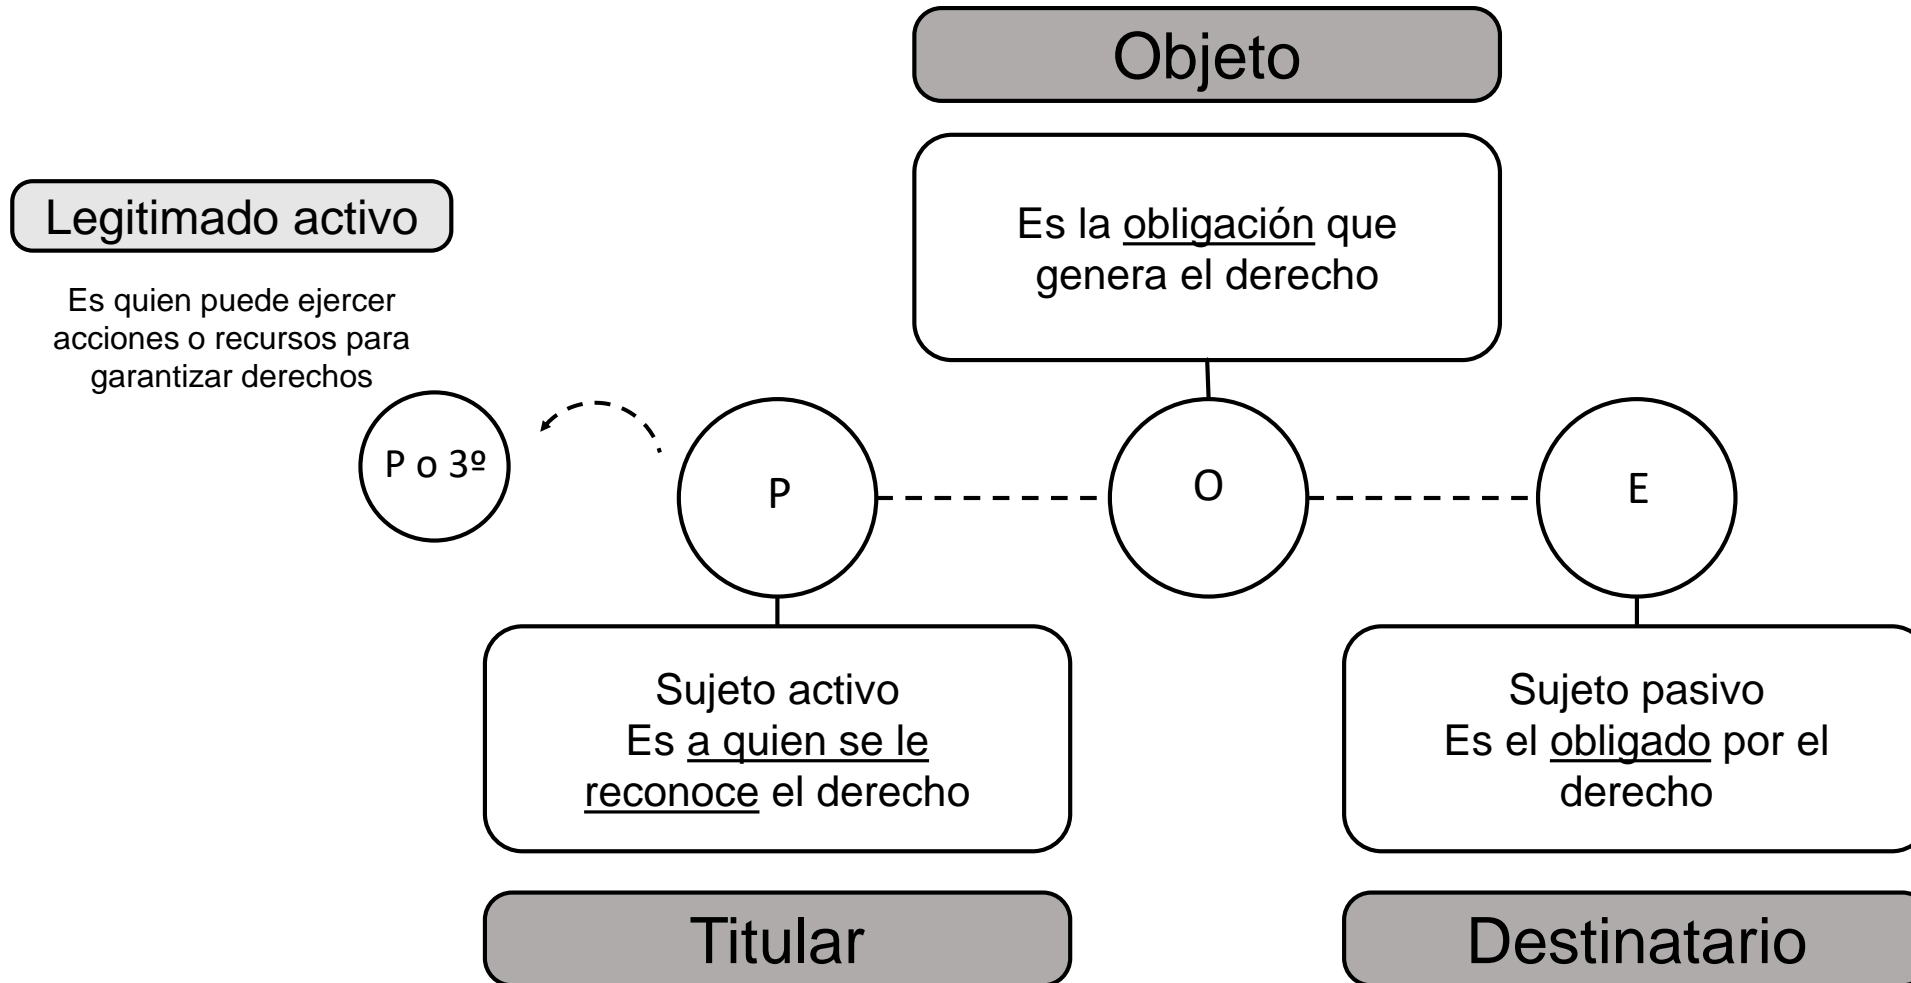 Objeto
Es la obligación que
genera el derecho
Legitimado activo
Es quien puede ejercer
acciones o recursos para
garantizar derechos
P o 3º
P
O
E
Sujeto activo
Es a quien se le
reconoce el derecho
Titular
Sujeto pasivo
Es el obligado por el
derecho
Destinatario